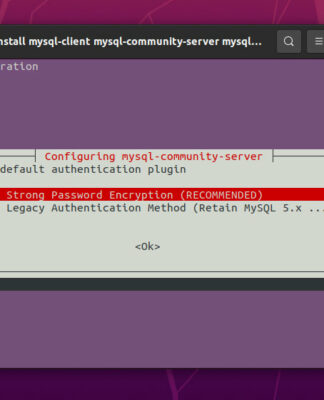 nstall mysql-client mysql-community-server mysql...
ration
Configuring mysql-community-server
default authentication plugin
Strong Password Encryption (RECOMMENDED)
Legacy Authentication Method (Retain MySQL 5.x ...
<Ok>